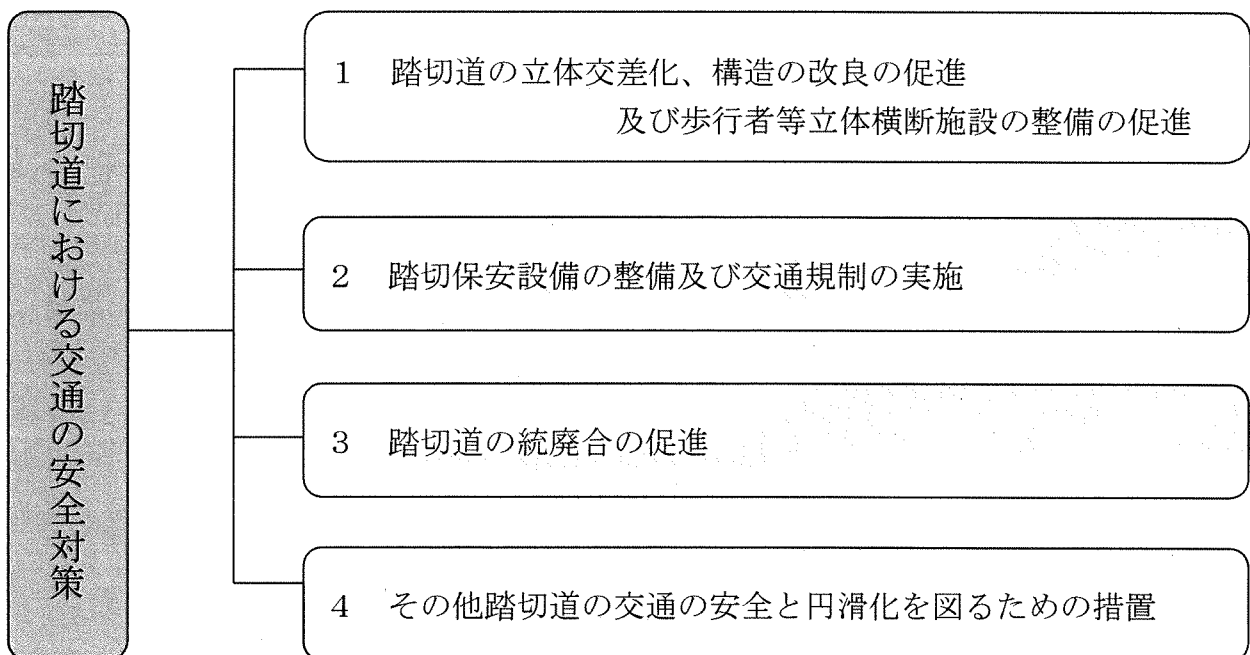 踏切道における交通の安全対策
1 踏切道の立体交差化、構造の改良の促進
及び歩行者等立体横断施設の整備の促進
2 踏切保安設備の整備及び交通規制の実施
3 踏切道の統廃合の促進
4 その他踏切道の交通の安全と円滑化を図るための措置